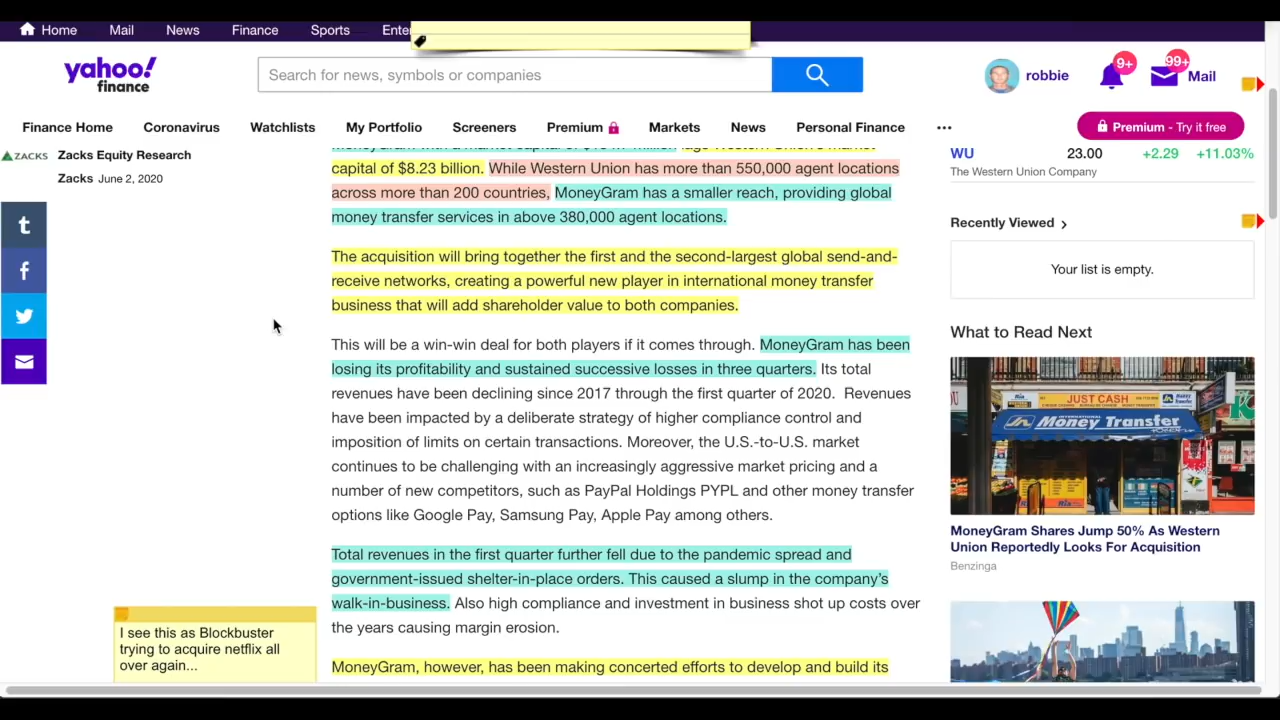 Home Mail News Finance Sports Ente
yahoo!
finance
Search for news, symbols or companies
robbie
9+
99+
Mail
Finance Home Coronavirus Watchlists My Portfolio Screeners Premium Markets News Personal Finance ...
Premium - Try it free
ZACKS Zacks Equity Research
Zacks June 2, 2020
capital of $8.23 billion. While Western Union has more than 550,000 agent locations
across more than 200 countries, MoneyGram has a smaller reach, providing global
money transfer services in above 380,000 agent locations.
The acquisition will bring together the first and the second-largest global send-and-
receive networks, creating a powerful new player in international money transfer
business that will add shareholder value to both companies.
This will be a win-win deal for both players if it comes through. MoneyGram has been
losing its profitability and sustained successive losses in three quarters. Its total
revenues have been declining since 2017 through the first quarter of 2020. Revenues
have been impacted by a deliberate strategy of higher compliance control and
imposition of limits on certain transactions. Moreover, the U.S.-to-U.S. market
continues to be challenging with an increasingly aggressive market pricing and a
number of new competitors, such as PayPal Holdings PYPL and other money transfer
options like Google Pay, Samsung Pay, Apple Pay among others.
Total revenues in the first quarter further fell due to the pandemic spread and
government-issued shelter-in-place orders. This caused a slump in the company's
walk-in-business. Also high compliance and investment in business shot up costs over
the years causing margin erosion.
MoneyGram, however, has been making concerted efforts to develop and build its
I see this as Blockbuster
trying to acquire netflix all
over again...
WU 23.00 +2.29 +11.03%
The Western Union Company
Recently Viewed
Your list is empty.
What to Read Next
JUST CASH
INTERNATIONAL
Money Transfer
MoneyGram Shares Jump 50% As Western
Union Reportedly Looks For Acquisition
Benzinga